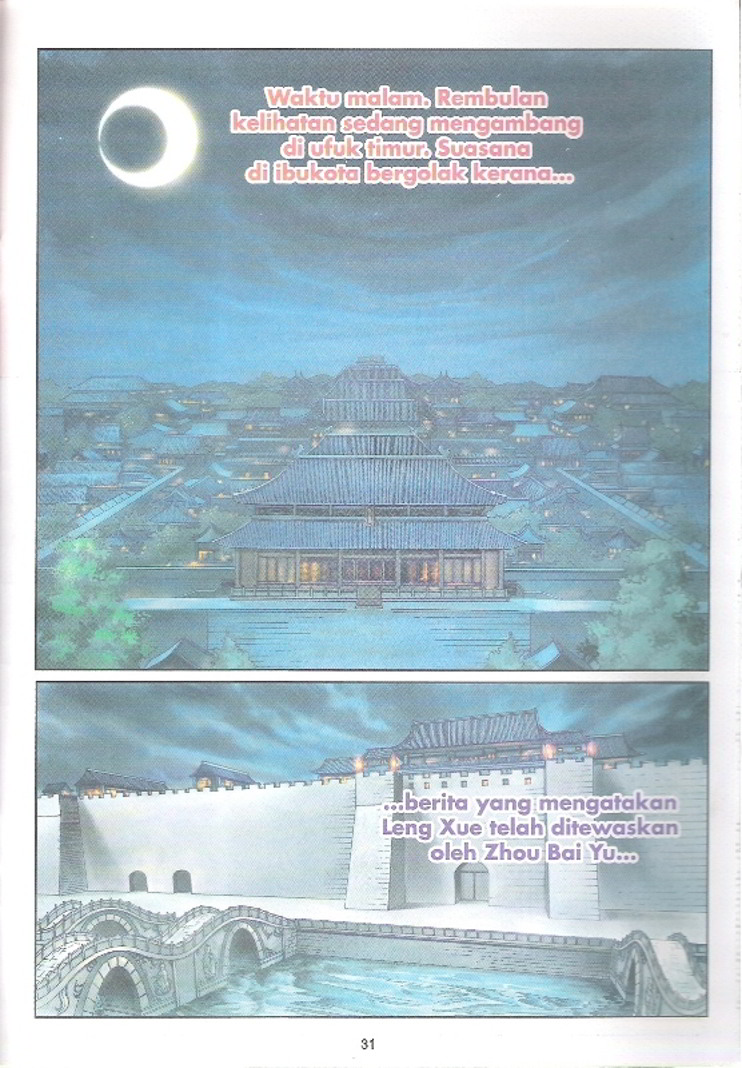 Waktu malam. Rembulan
kelihatan sedang mengambang
di ufuk timur. Suasana
di ibukota bergolak kerana...
...berita yang mengatakan
Leng Xue telah ditewaskan
oleh Zhou Bai Yu...
31